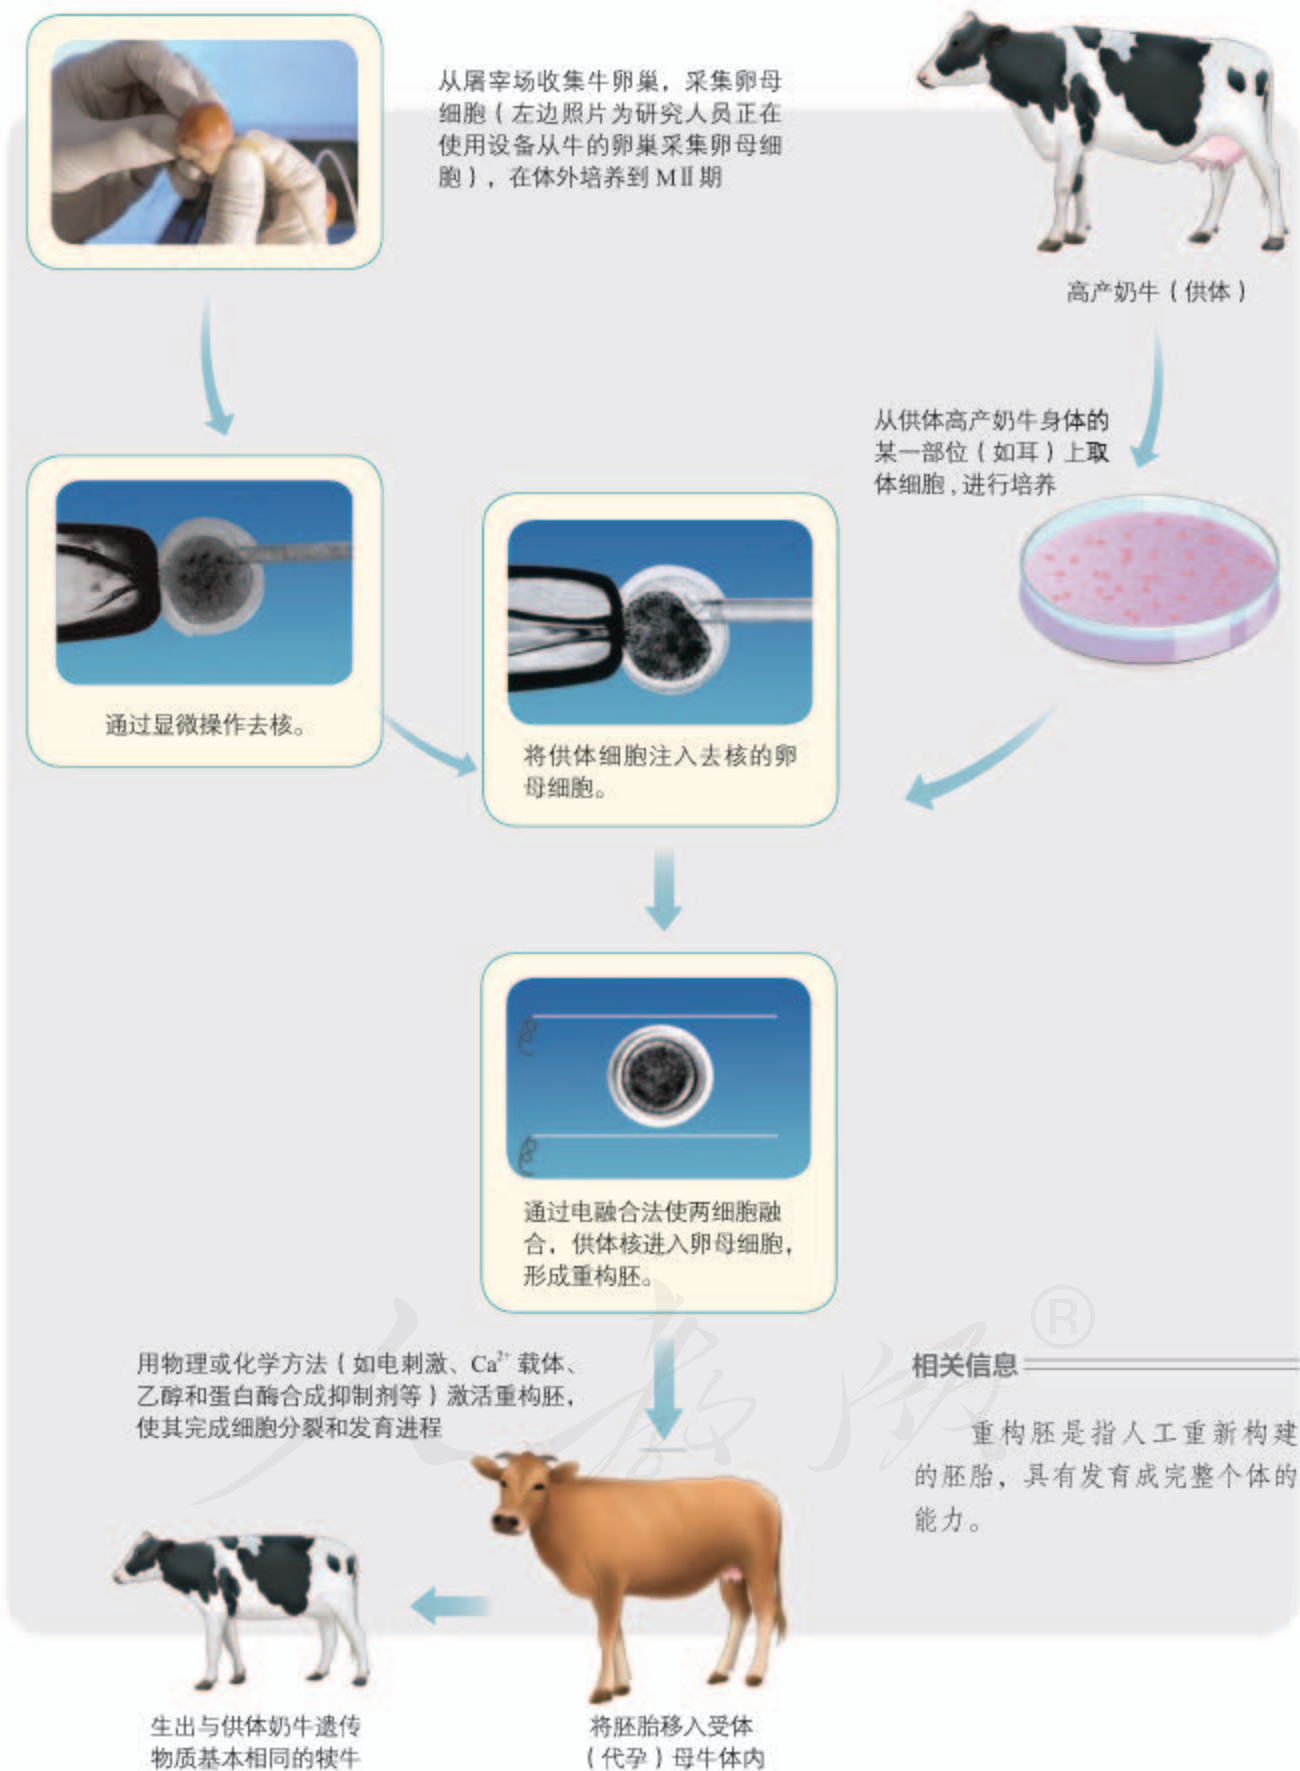 从屠宰场收集牛卵巢，采集卵母
细胞（左边照片为研究人员正在
使用设备从牛的卵巢采集卵母细
胞），在体外培养到 MⅡ期
高产奶牛（供体）
从供体高产奶牛身体的
某一部位（如耳）上取
体细胞，进行培养
通过显微操作去核。
将供体细胞注入去核的卵
母细胞。
通过电融合法使两细胞融
合，供体核进入卵母细胞，
形成重构胚。
用物理或化学方法（如电刺激、Ca²⁺ 载体、
乙醇和蛋白酶合成抑制剂等）激活重构胚，
使其完成细胞分裂和发育进程
相关信息
重构胚是指人工重新构建
的胚胎，具有发育成完整个体的
能力。
将胚胎移入受体
（代孕）母牛体内
生出与供体奶牛遗传
物质基本相同的犊牛
人教版®